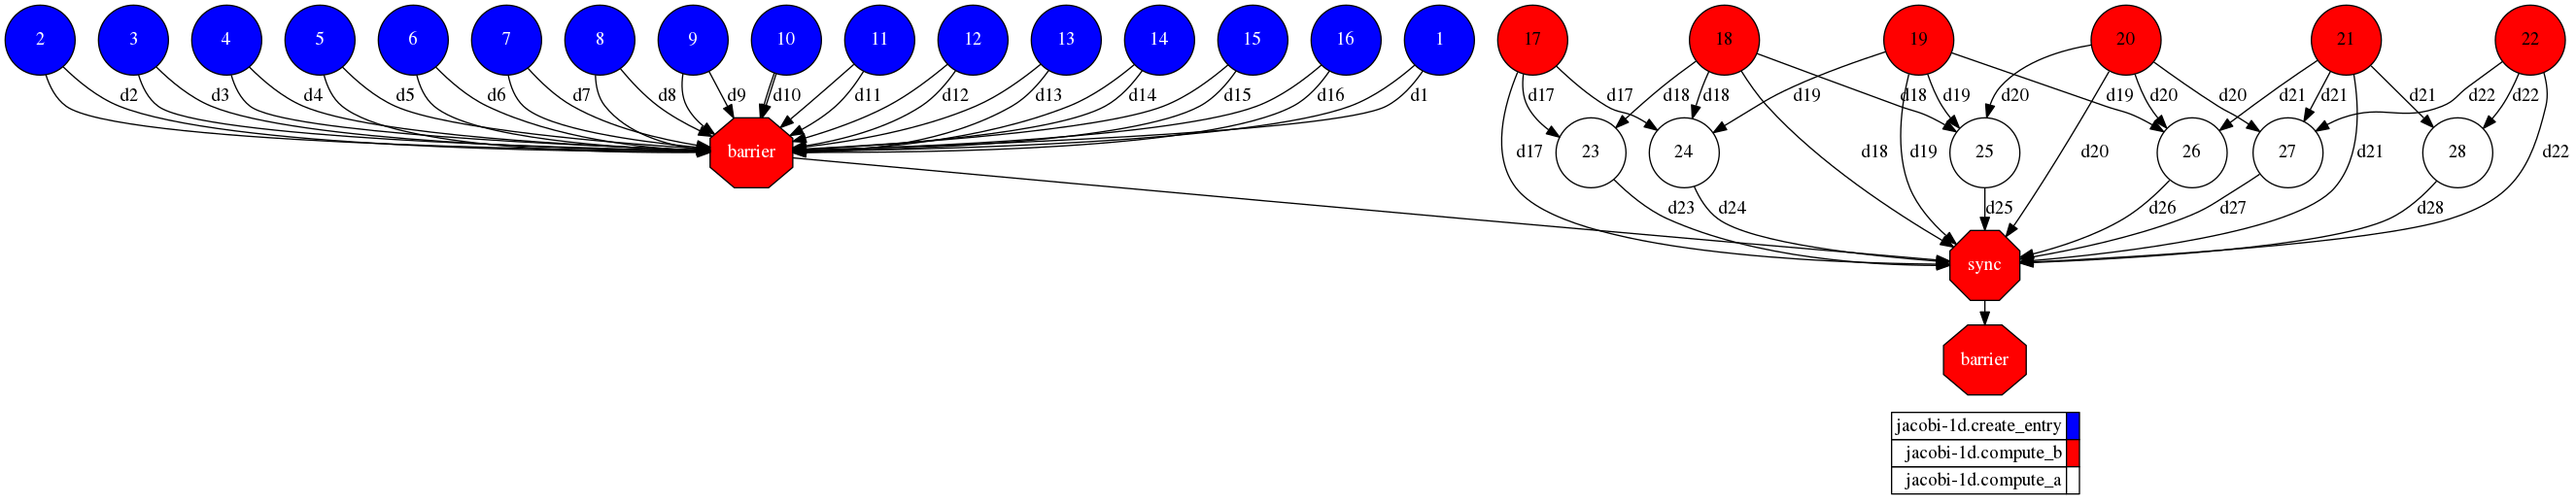 2 3 4 5 6 7 8 9 10 11 12 13 14 15 16 1 17 18 19 20 21 22
d2 d3 d4 d5 d6 d7 d8 d9 d10 d11 d12 d13 d14 d15 d16 d1 d17 d17 d18 d18 d19 d18 d19 d20 d19 d20 d20 d21 d21 d21 d22 d22
barrier d17 23 24 d18 d19 25 d20 26 27 d21 28 d22
d23 d24 d25 d26 d27 d28
sync
barrier
jacobi-1d.create_entry
jacobi-1d.compute_b
jacobi-1d.compute_a